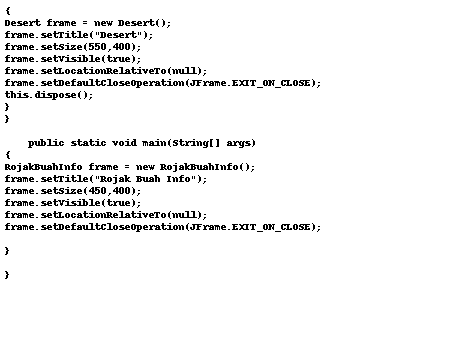 {
Desert frame = new Desert();
frame.setTitle("Desert");
frame.setSize(550,400);
frame.setVisible(true);
frame.setLocationRelativeTo(null);
frame.setDefaultCloseOperation(JFrame.EXIT_ON_CLOSE);
this.dispose();
}
}
public static void main(String[] args)
{
RojakBuahInfo frame = new RojakBuahInfo();
frame.setTitle("Rojak Buah Info");
frame.setSize(450,400);
frame.setVisible(true);
frame.setLocationRelativeTo(null);
frame.setDefaultCloseOperation(JFrame.EXIT_ON_CLOSE);
}
}